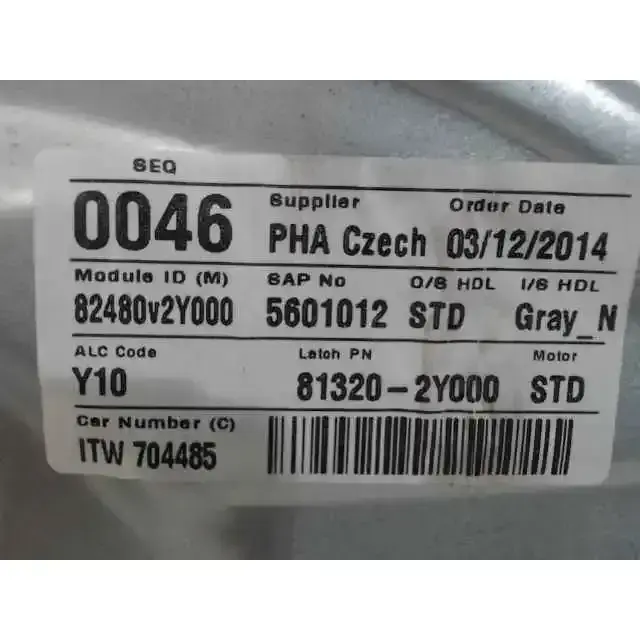 SEQ
0046
Supplier Order Date
PHA Czech 03/12/2014
Module ID (M) SAP No O/S HDL I/S HDL
82480v2Y000 5601012 STD Gray_N
ALC Code Latch PN Motor
Y10 81320-2Y000 STD
Car Number (C)
ITW 704485